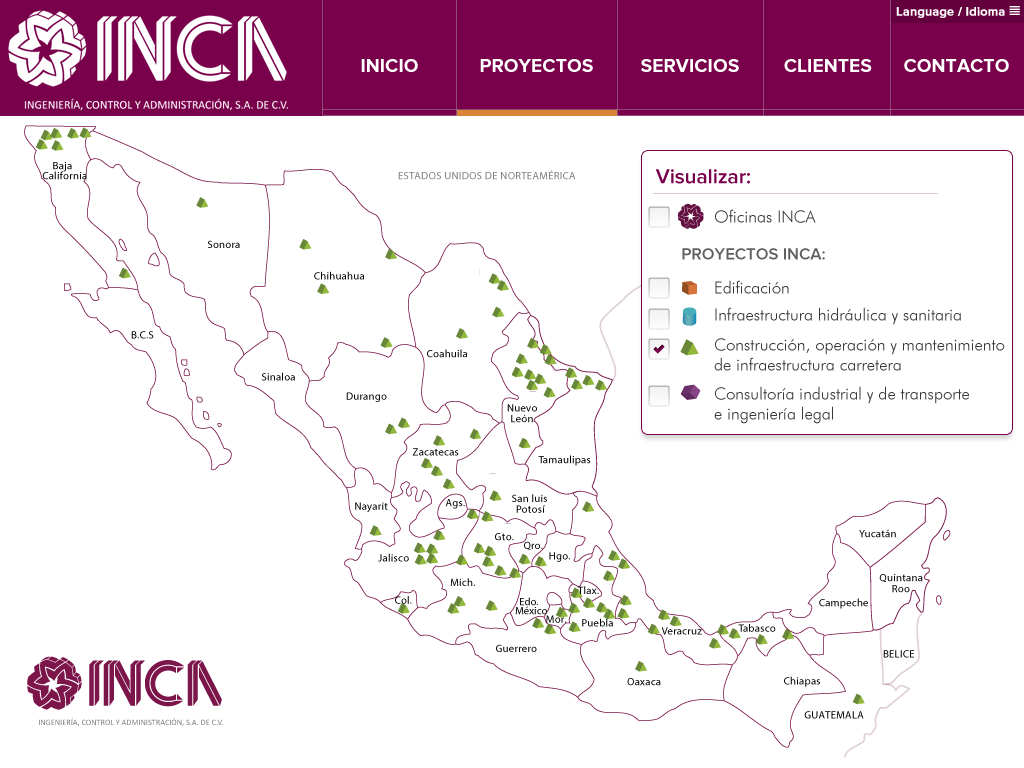 Language / Idioma
INCA
INGENIERÍA, CONTROL Y ADMINISTRACIÓN, S.A. DE C.V.
INICIO
PROYECTOS
SERVICIOS
CLIENTES
CONTACTO
ESTADOS UNIDOS DE NORTEAMÉRICA
Visualizar:
Oficinas INCA
PROYECTOS INCA:
Edificación
Infraestructura hidráulica y sanitaria
Construcción, operación y mantenimiento
de infraestructura carretera
Consultoría industrial y de transporte
e ingeniería legal
Baja
California
Sonora
Chihuahua
B.C.S
Coahuila
Sinaloa
Durango
Nuevo
León
Zacatecas
Tamaulipas
Nayarit
Ags.
San luis
Potosí
Jalisco
Gto.
Qro.
Hgo.
Yucatán
Quintana
Roo
Campeche
Mich.
Tlax.
Col.
Edo.
México
Mor.
Puebla
Veracruz
Tabasco
Guerrero
BELICE
Oaxaca
Chiapas
GUATEMALA
INCA
INGENIERÍA, CONTROL Y ADMINISTRACIÓN, S.A. DE C.V.